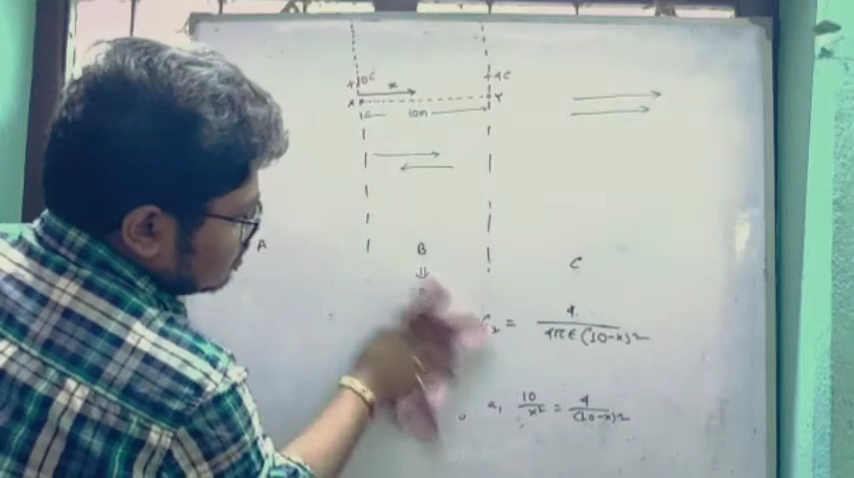 +10C +4C
x
x Y
10m
A B C
⇓
= 4 / 4πε(10-x)2
10 / x2 = 4 / (10-x)2